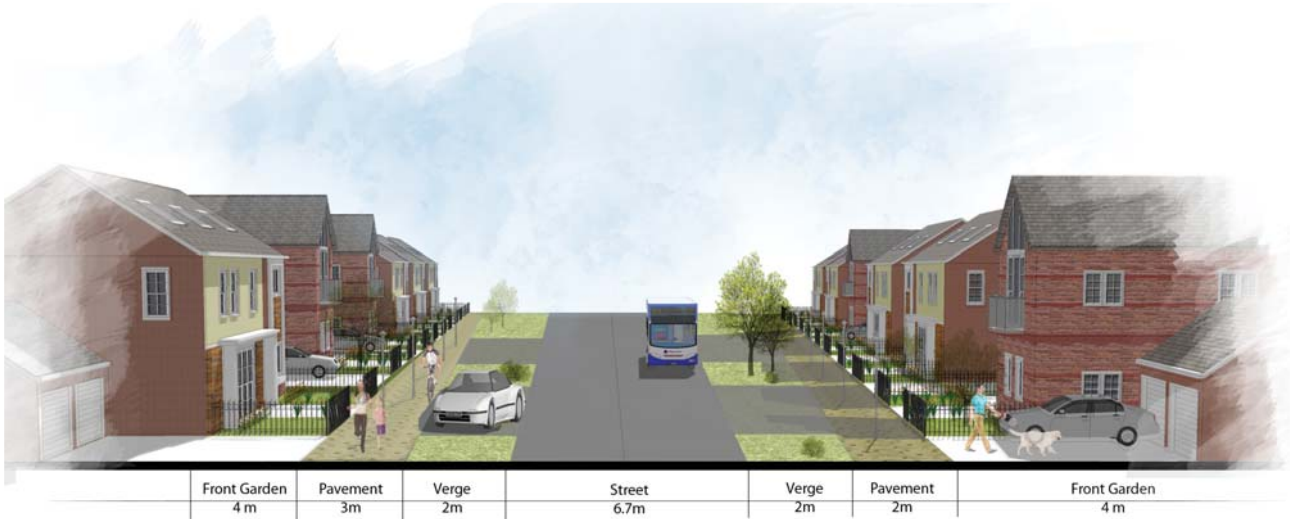 Front Garden Pavement Verge Street Verge Pavement Front Garden
4 m 3m 2m 6.7m 2m 2m 4 m